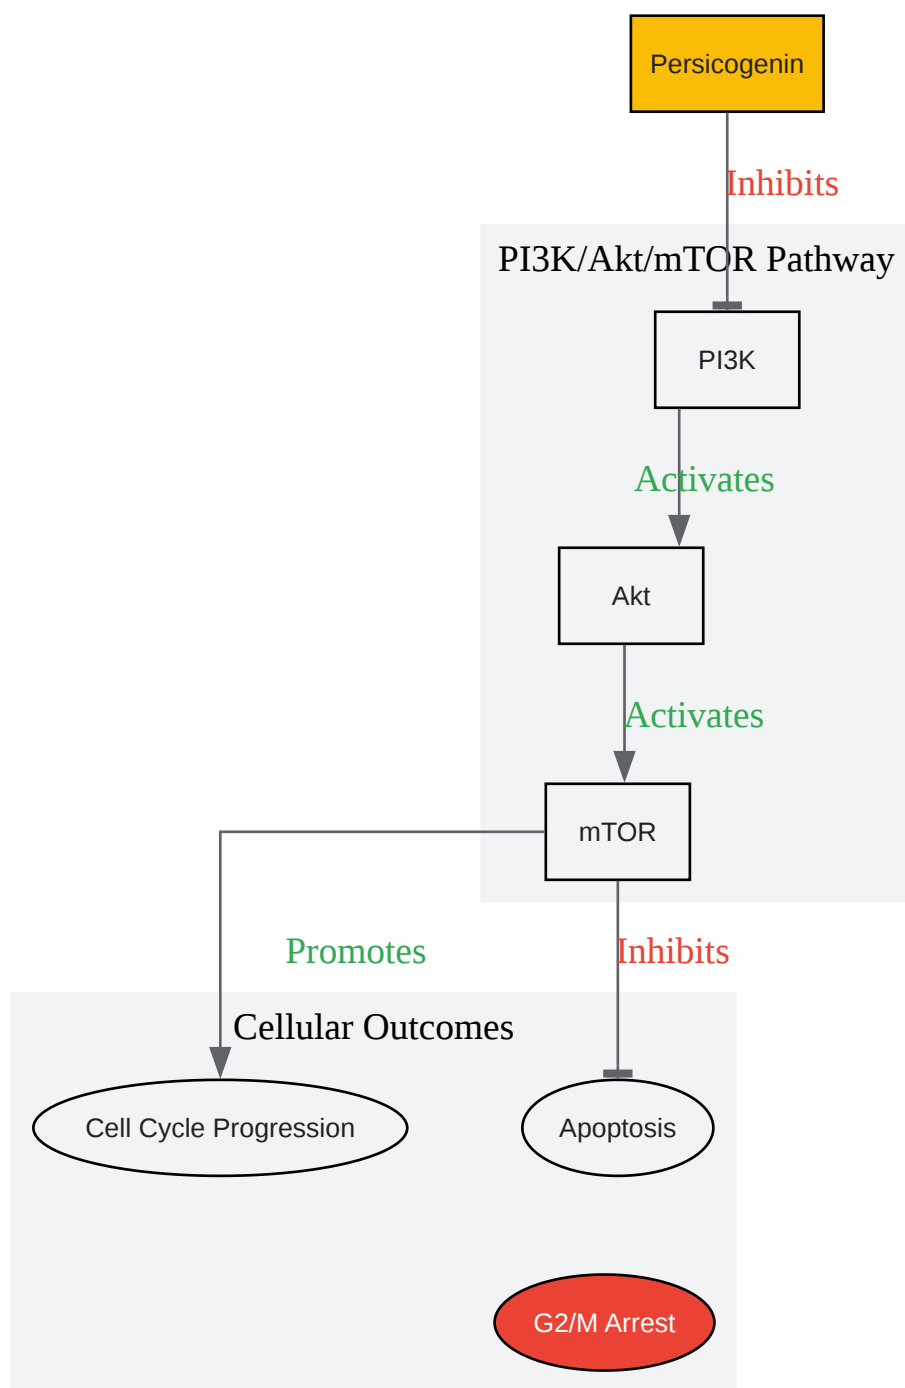 Persicogenin
Inhibits
PI3K/Akt/mTOR Pathway
PI3K
Activates
Akt
Activates
mTOR
Promotes
Inhibits
Cellular Outcomes
Cell Cycle Progression
Apoptosis
G2/M Arrest